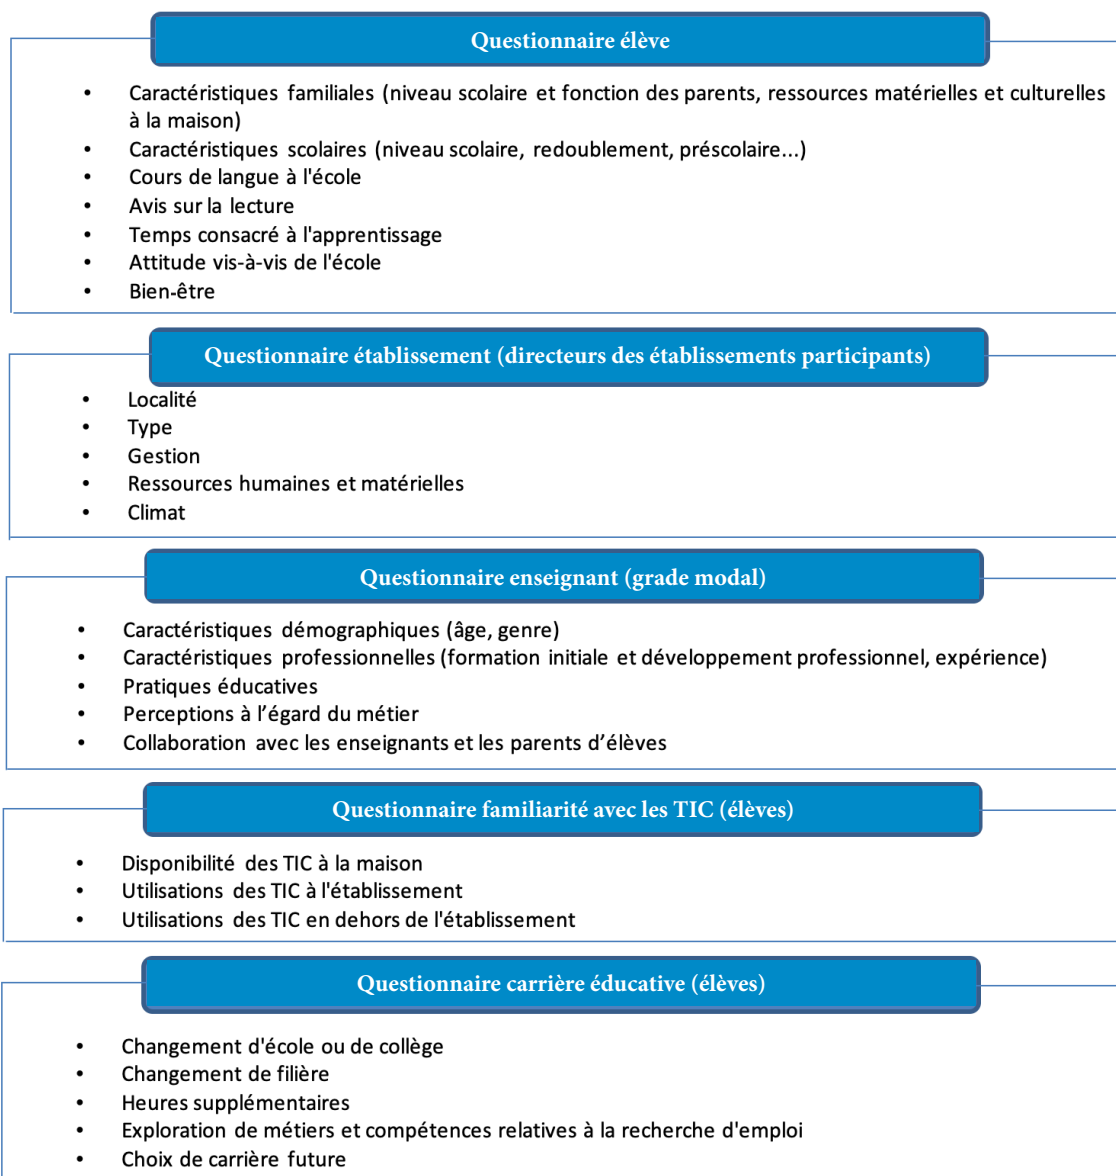 Questionnaire élève
• Caractéristiques familiales (niveau scolaire et fonction des parents, ressources matérielles et culturelles
à la maison)
• Caractéristiques scolaires (niveau scolaire, redoublement, préscolaire...)
• Cours de langue à l'école
• Avis sur la lecture
• Temps consacré à l'apprentissage
• Attitude vis-à-vis de l'école
• Bien-être
Questionnaire établissement (directeurs des établissements participants)
• Localité
• Type
• Gestion
• Ressources humaines et matérielles
• Climat
Questionnaire enseignant (grade modal)
• Caractéristiques démographiques (âge, genre)
• Caractéristiques professionnelles (formation initiale et développement professionnel, expérience)
• Pratiques éducatives
• Perceptions à l’égard du métier
• Collaboration avec les enseignants et les parents d’élèves
Questionnaire familiarité avec les TIC (élèves)
• Disponibilité des TIC à la maison
• Utilisations des TIC à l'établissement
• Utilisations des TIC en dehors de l'établissement
Questionnaire carrière éducative (élèves)
• Changement d'école ou de collège
• Changement de filière
• Heures supplémentaires
• Exploration de métiers et compétences relatives à la recherche d'emploi
• Choix de carrière future